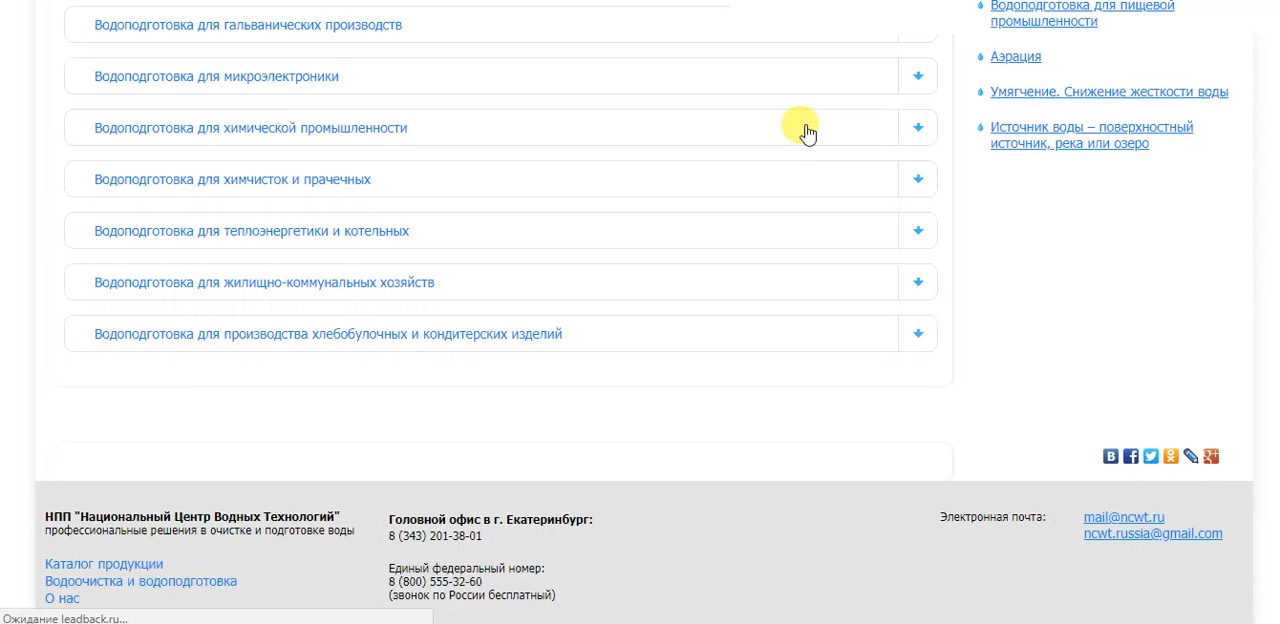 Водоподготовка для гальванических производств
Водоподготовка для микроэлектроники
Водоподготовка для химической промышленности
Водоподготовка для химчисток и прачечных
Водоподготовка для теплоэнергетики и котельных
Водоподготовка для жилищно-коммунальных хозяйств
Водоподготовка для производства хлебобулочных и кондитерских изделий
Водоподготовка для пищевой
промышленности
Аэрация
Умягчение. Снижение жесткости воды
Источник воды – поверхностный
источник, река или озеро
НПП "Национальный Центр Водных Технологий"
профессиональные решения в очистке и подготовке воды
Каталог продукции
Водоочистка и водоподготовка
О нас
Головной офис в г. Екатеринбург:
8 (343) 201-38-01
Единый федеральный номер:
8 (800) 555-32-60
(звонок по России бесплатный)
Электронная почта:
mail@ncwt.ru
ncwt.russia@gmail.com
Ожидание leadback.ru...